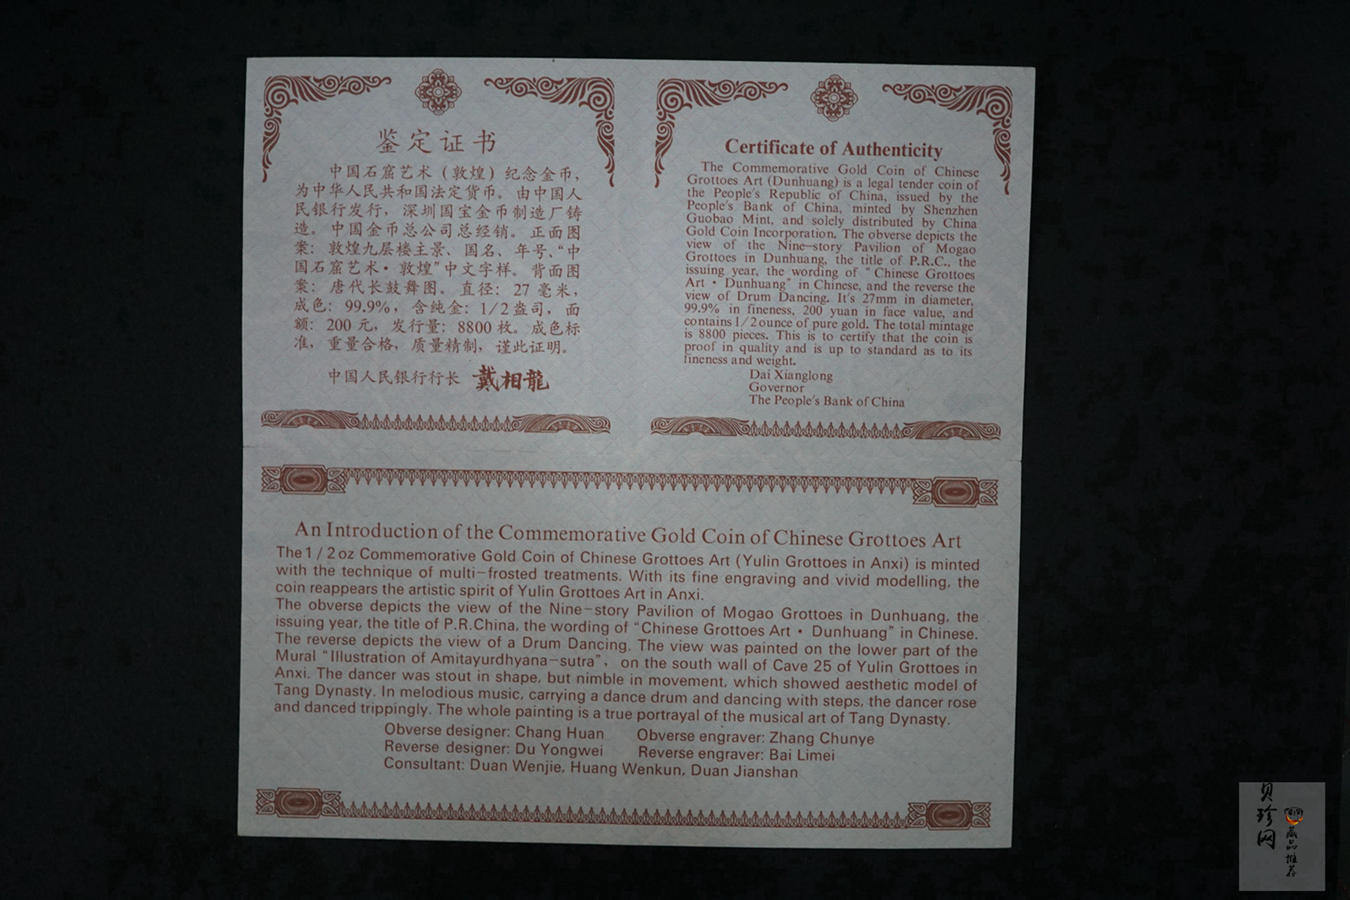 鉴定证书
中国石窟艺术（敦煌）纪念金币，
为中华人民共和国法定货币。由中国人
民银行发行，深圳国宝金币制造厂铸
造。中国金币总公司总经销。正面图
案：敦煌九层楼主景、国名、年号、“中
国石窟艺术·敦煌”中文字样。背面图
案：唐代长鼓舞图。直径：27毫米，
成色：99.9%，含纯金：1/2盎司，面
额：200元，发行量：8800枚。成色标
准，重量合格，质量精制，谨此证明。
中国人民银行行长 戴相龍
Certificate of Authenticity
The Commemorative Gold Coin of Chinese
Grottoes Art (Dunhuang) is a legal tender coin of
the People's Republic of China, issued by the
People's Bank of China, minted by Shenzhen
Guobao Mint, and solely distributed by China
Gold Coin Incorporation. The obverse depicts the
view of the Nine-story Pavilion of Mogao
Grottoes in Dunhuang, the title of P.R.C., the
issuing year, the wording of "Chinese Grottoes
Art · Dunhuang" in Chinese, and the reverse the
view of Drum Dancing. It's 27mm in diameter,
99.9% in fineness, 200 yuan in face value, and
contains 1/2 ounce of pure gold. The total mintage
is 8800 pieces. This is to certify that the coin is
proof in quality and is up to standard as to its
fineness and weight.
Dai Xianglong
Governor
The People's Bank of China
An Introduction of the Commemorative Gold Coin of Chinese Grottoes Art
The 1/2 oz Commemorative Gold Coin of Chinese Grottoes Art (Yulin Grottoes in Anxi) is minted
with the technique of multi-frosted treatments. With its fine engraving and vivid modelling, the
coin reappears the artistic spirit of Yulin Grottoes Art in Anxi.
The obverse depicts the view of the Nine-story Pavilion of Mogao Grottoes in Dunhuang, the
issuing year, the title of P.R.China, the wording of "Chinese Grottoes Art · Dunhuang" in Chinese.
The reverse depicts the view of a Drum Dancing. The view was painted on the lower part of the
Mural "Illustration of Amitayurdhyana-sutra", on the south wall of Cave 25 of Yulin Grottoes in
Anxi. The dancer was stout in shape, but nimble in movement, which showed aesthetic model of
Tang Dynasty. In melodious music, carrying a dance drum and dancing with steps, the dancer rose
and danced trippingly. The whole painting is a true portrayal of the musical art of Tang Dynasty.
Obverse designer: Chang Huan Obverse engraver: Zhang Chunye
Reverse designer: Du Yongwei Reverse engraver: Bai Limei
Consultant: Duan Wenjie, Huang Wenkun, Duan Jianshan
贝珍网
藏品推荐